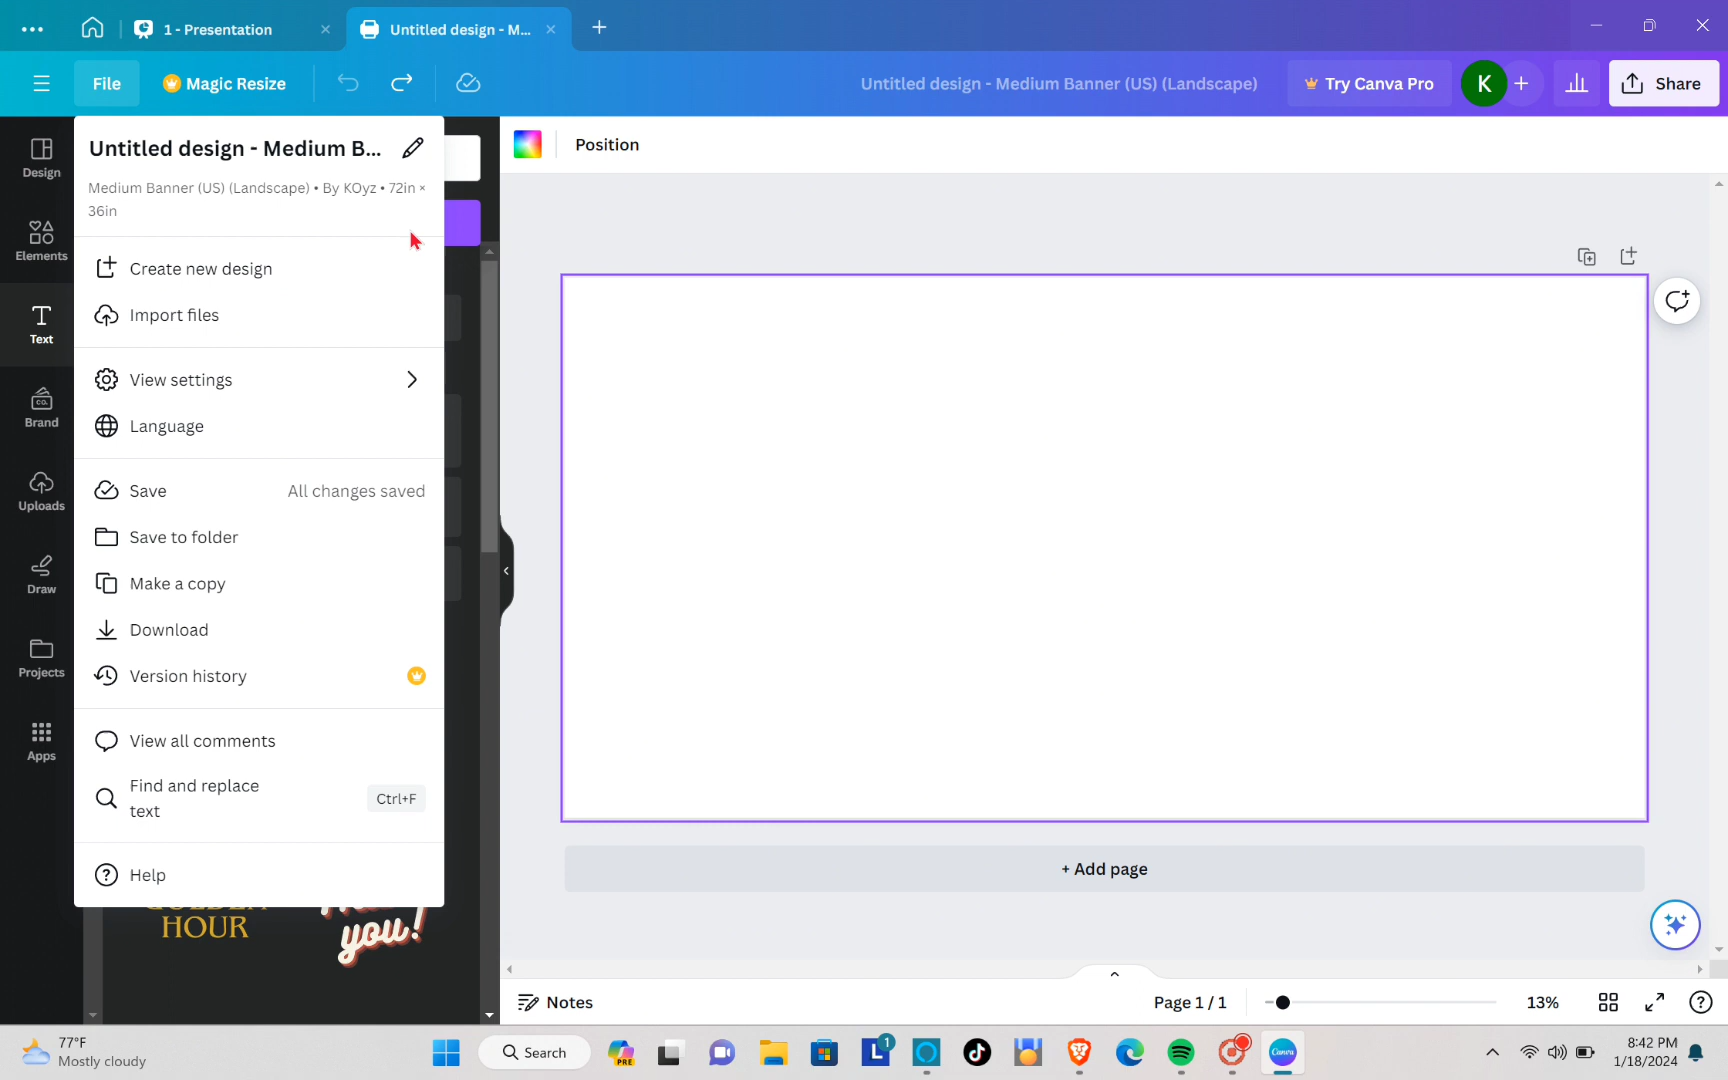 1 - Presentation
Untitled design - M...
File
Magic Resize
Untitled design - Medium Banner (US) (Landscape)
Try Canva Pro
K
Share
Design
Elements
Text
Brand
Uploads
Draw
Projects
Apps
CO.
Untitled design - Medium B...
Medium Banner (US) (Landscape) • By KOyz • 72in ×
36in
Create new design
Import files
View settings
Language
Save All changes saved
Save to folder
Make a copy
Download
Version history
View all comments
Find and replace
text
Ctrl+F
Help
HOUR
you!
Position
+ Add page
Notes
Page 1 / 1
13%
77°F
Mostly cloudy
Search
PRE
L
1
Canva
8:42 PM
1/18/2024